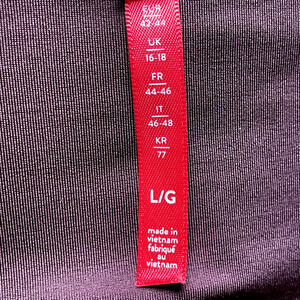 EUR
42-44
UK
16-18
FR
44-46
IT
46-48
KR
77
L/G
made in
vietnam
fabriqué
au
vietnam